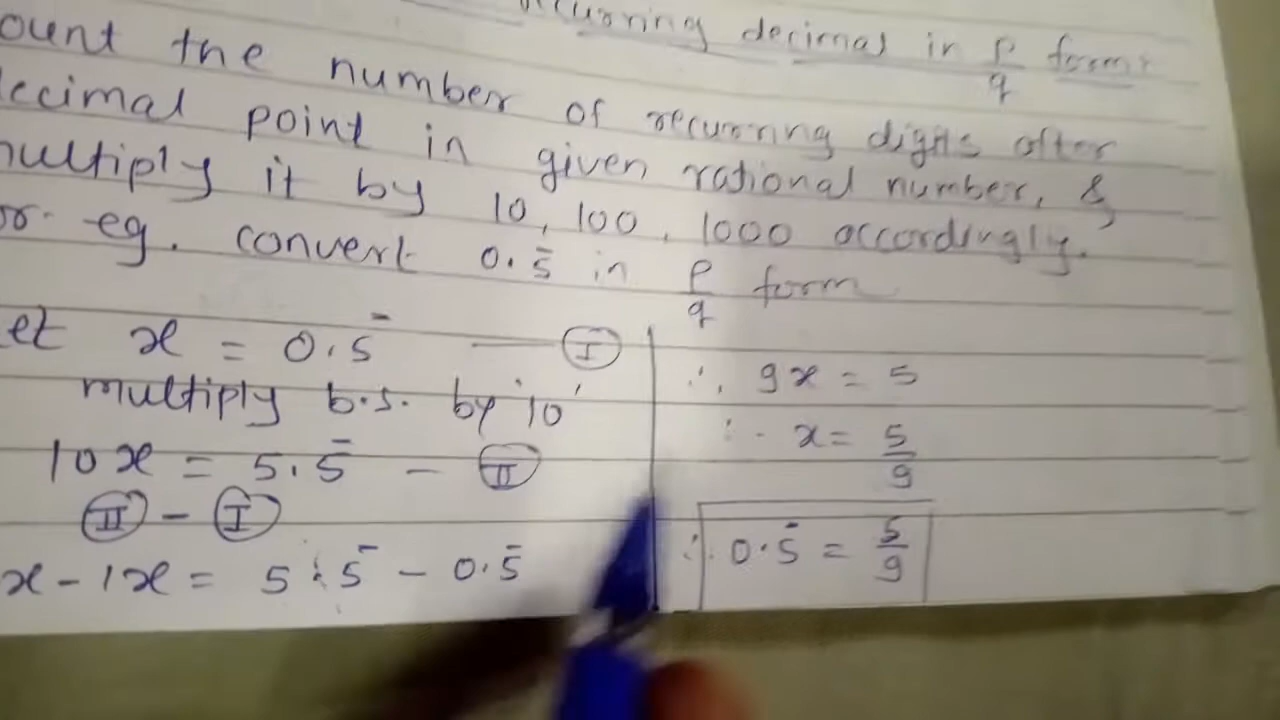 decimal in p/q form:
ount the number of recurring digits after
ecimal point in given rational number, &
multiply it by 10, 100, 1000 accordingly.
or. eg. convert 0.5̄ in p/q form
et x = 0.5̄ — I
multiply b.s. by 10
10x = 5.5̄ - II
II - I
x - 1x = 5.5̄ - 0.5̄
∴ 9x = 5
∴ x = 5/9
∴ 0.5̄ = 5/9